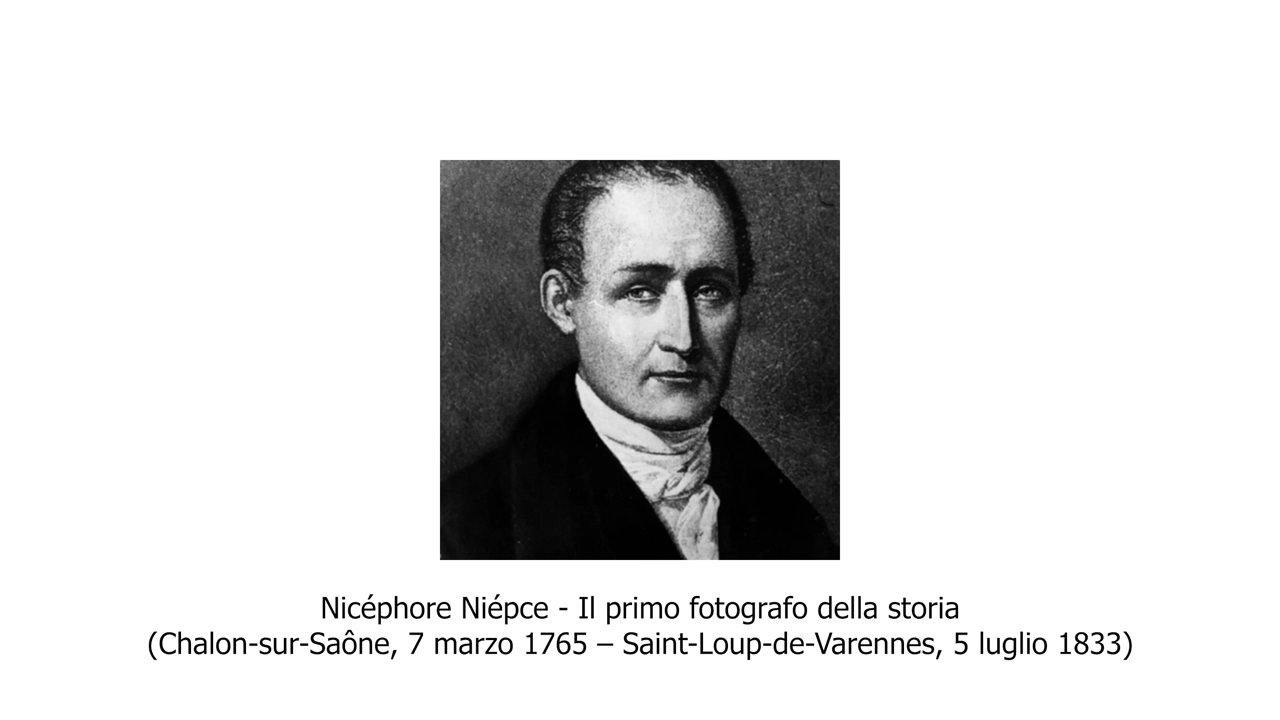 Nicéphore Niépce - Il primo fotografo della storia
(Chalon-sur-Saône, 7 marzo 1765 – Saint-Loup-de-Varennes, 5 luglio 1833)